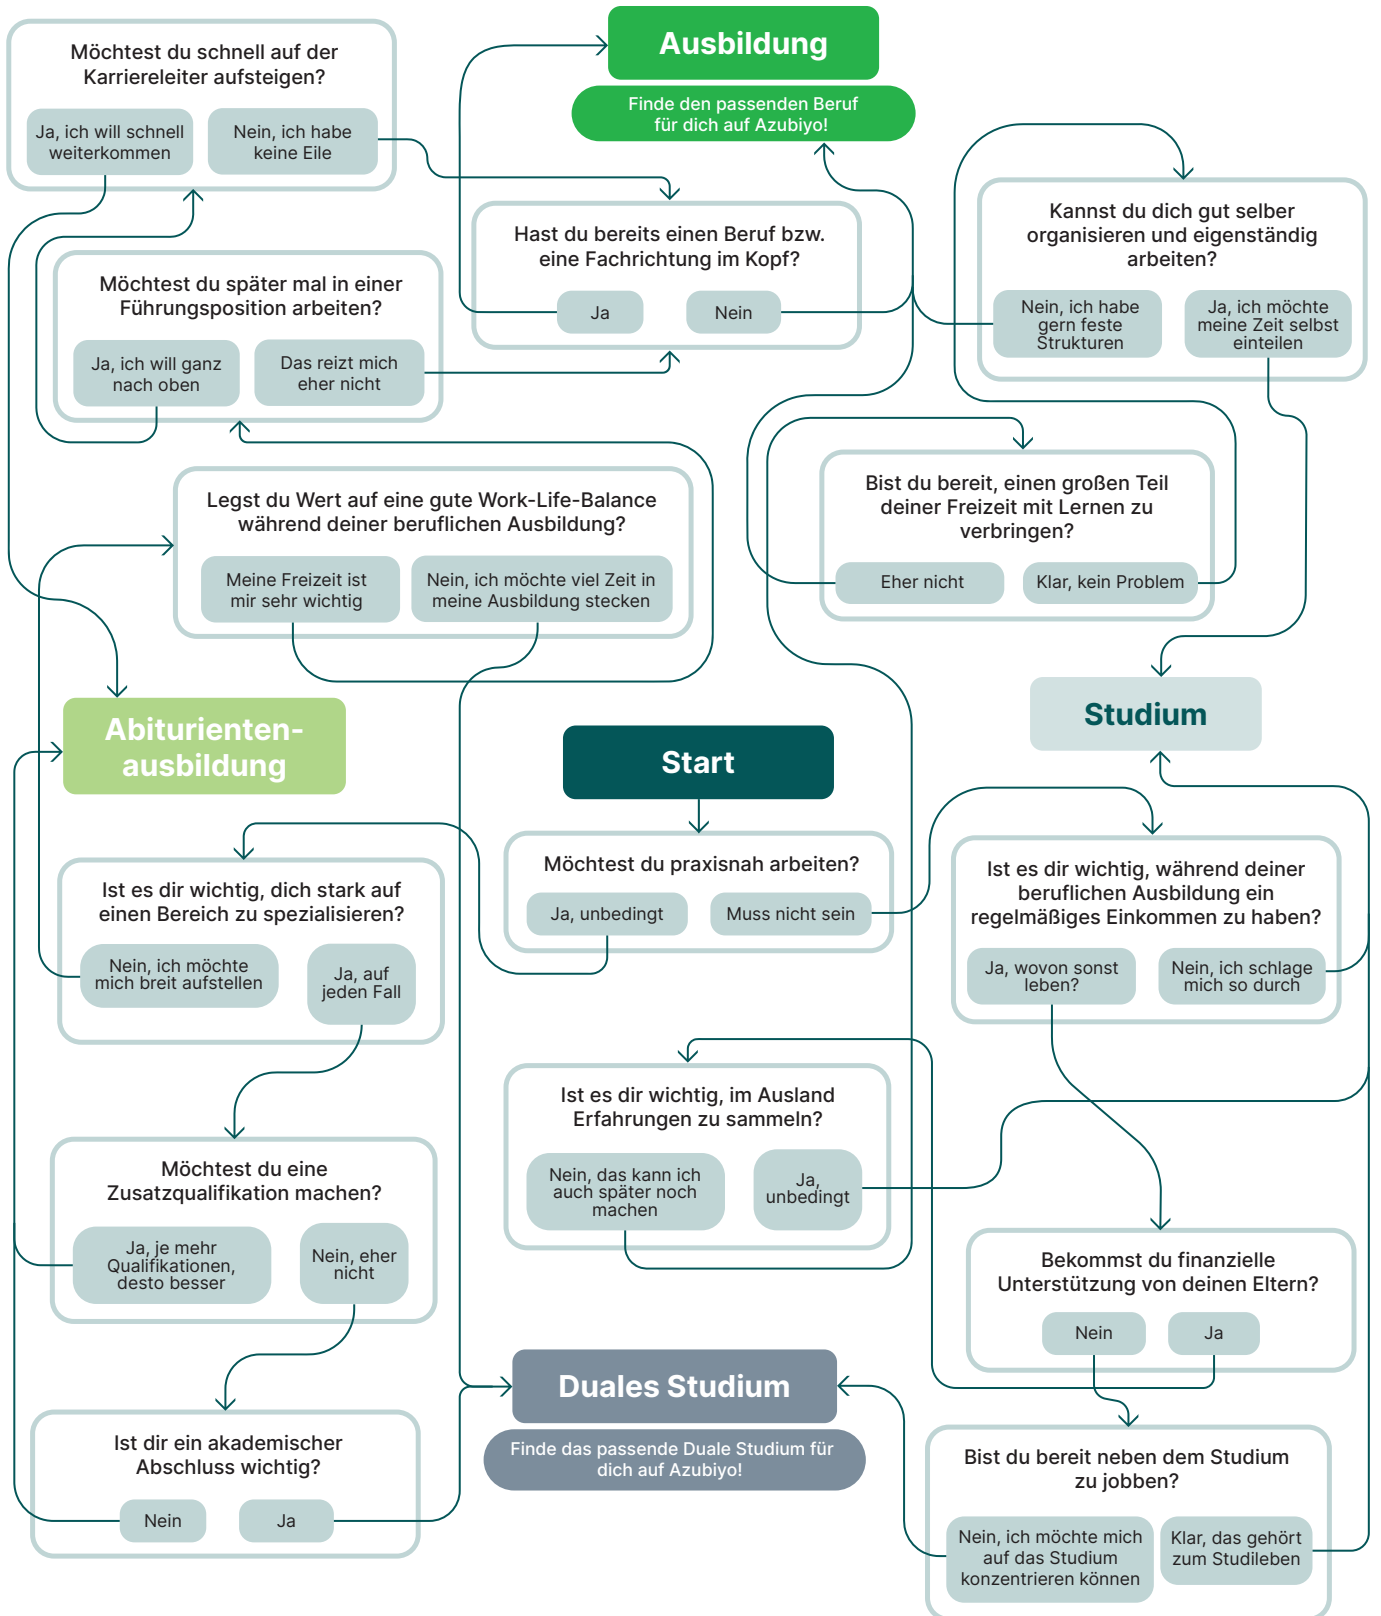 Ausbildung
Finde den passenden Beruf
für dich auf Azubiyo!
Möchtest du schnell auf der
Karriereleiter aufsteigen?
Ja, ich will schnell
weiterkommen
Nein, ich habe
keine Eile
Hast du bereits einen Beruf bzw.
eine Fachrichtung im Kopf?
Ja
Nein
Kannst du dich gut selber
organisieren und eigenständig
arbeiten?
Nein, ich habe
gern feste
Strukturen
Ja, ich möchte
meine Zeit selbst
einteilen
Möchtest du später mal in einer
Führungsposition arbeiten?
Ja, ich will ganz
nach oben
Das reizt mich
eher nicht
Legst du Wert auf eine gute Work-Life-Balance
während deiner beruflichen Ausbildung?
Meine Freizeit ist
mir sehr wichtig
Nein, ich möchte viel Zeit in
meine Ausbildung stecken
Bist du bereit, einen großen Teil
deiner Freizeit mit Lernen zu
verbringen?
Eher nicht
Klar, kein Problem
Abiturienten-
ausbildung
Start
Studium
Möchtest du praxisnah arbeiten?
Ja, unbedingt
Muss nicht sein
Ist es dir wichtig, dich stark auf
einen Bereich zu spezialisieren?
Nein, ich möchte
mich breit aufstellen
Ja, auf
jeden Fall
Ist es dir wichtig, während deiner
beruflichen Ausbildung ein
regelmäßiges Einkommen zu haben?
Ja, wovon sonst
leben?
Nein, ich schlage
mich so durch
Ist es dir wichtig, im Ausland
Erfahrungen zu sammeln?
Nein, das kann ich
auch später noch
machen
Ja,
unbedingt
Möchtest du eine
Zusatzqualifikation machen?
Ja, je mehr
Qualifikationen,
desto besser
Nein, eher
nicht
Bekommst du finanzielle
Unterstützung von deinen Eltern?
Nein
Ja
Duales Studium
Finde das passende Duale Studium für
dich auf Azubiyo!
Ist dir ein akademischer
Abschluss wichtig?
Nein
Ja
Bist du bereit neben dem Studium
zu jobben?
Nein, ich möchte mich
auf das Studium
konzentrieren können
Klar, das gehört
zum Studileben